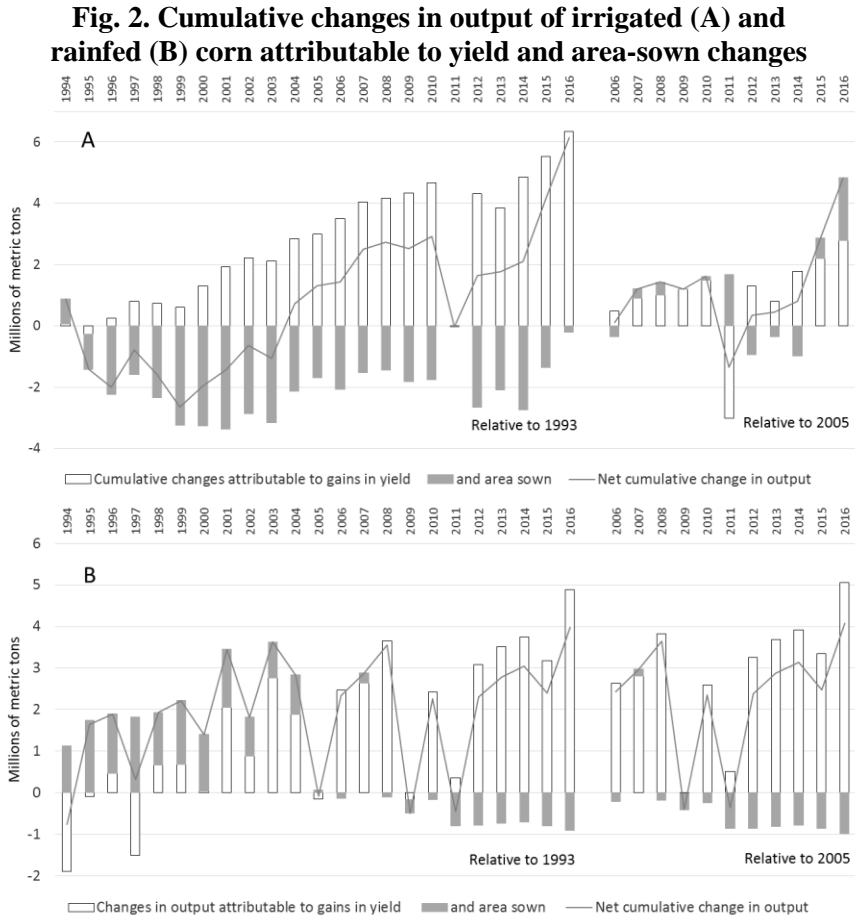 Fig. 2. Cumulative changes in output of irrigated (A) and
rainfed (B) corn attributable to yield and area-sown changes
1994 1995 1996 1997 1998 1999 2000 2001 2002 2003 2004 2005 2006 2007 2008 2009 2010 2011 2012 2013 2014 2015 2016 2006 2007 2008 2009 2010 2011 2012 2013 2014 2015 2016
A
Millions of metric tons
6
4
2
0
-2
-4
Relative to 1993
Relative to 2005
Cumulative changes attributable to gains in yield and area sown Net cumulative change in output
1994 1995 1996 1997 1998 1999 2000 2001 2002 2003 2004 2005 2006 2007 2008 2009 2010 2011 2012 2013 2014 2015 2016 2006 2007 2008 2009 2010 2011 2012 2013 2014 2015 2016
B
Millions of metric tons
6
5
4
3
2
1
0
-1
-2
Relative to 1993
Relative to 2005
Changes in output attributable to gains in yield and area sown Net cumulative change in output